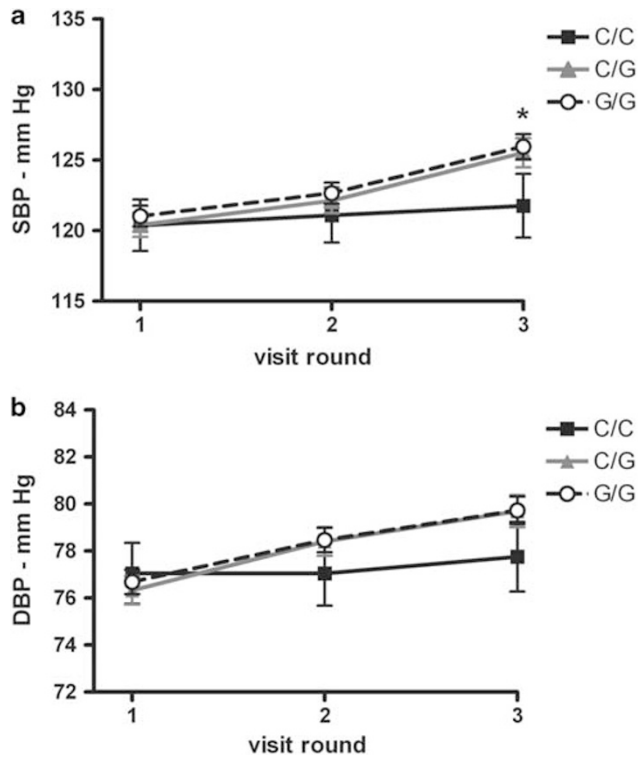 a
SBP - mm Hg
135
130
125
120
115
*
1 2 3
visit round
C/C
C/G
G/G
b
DBP - mm Hg
84
82
80
78
76
74
72
1 2 3
visit round
C/C
C/G
G/G